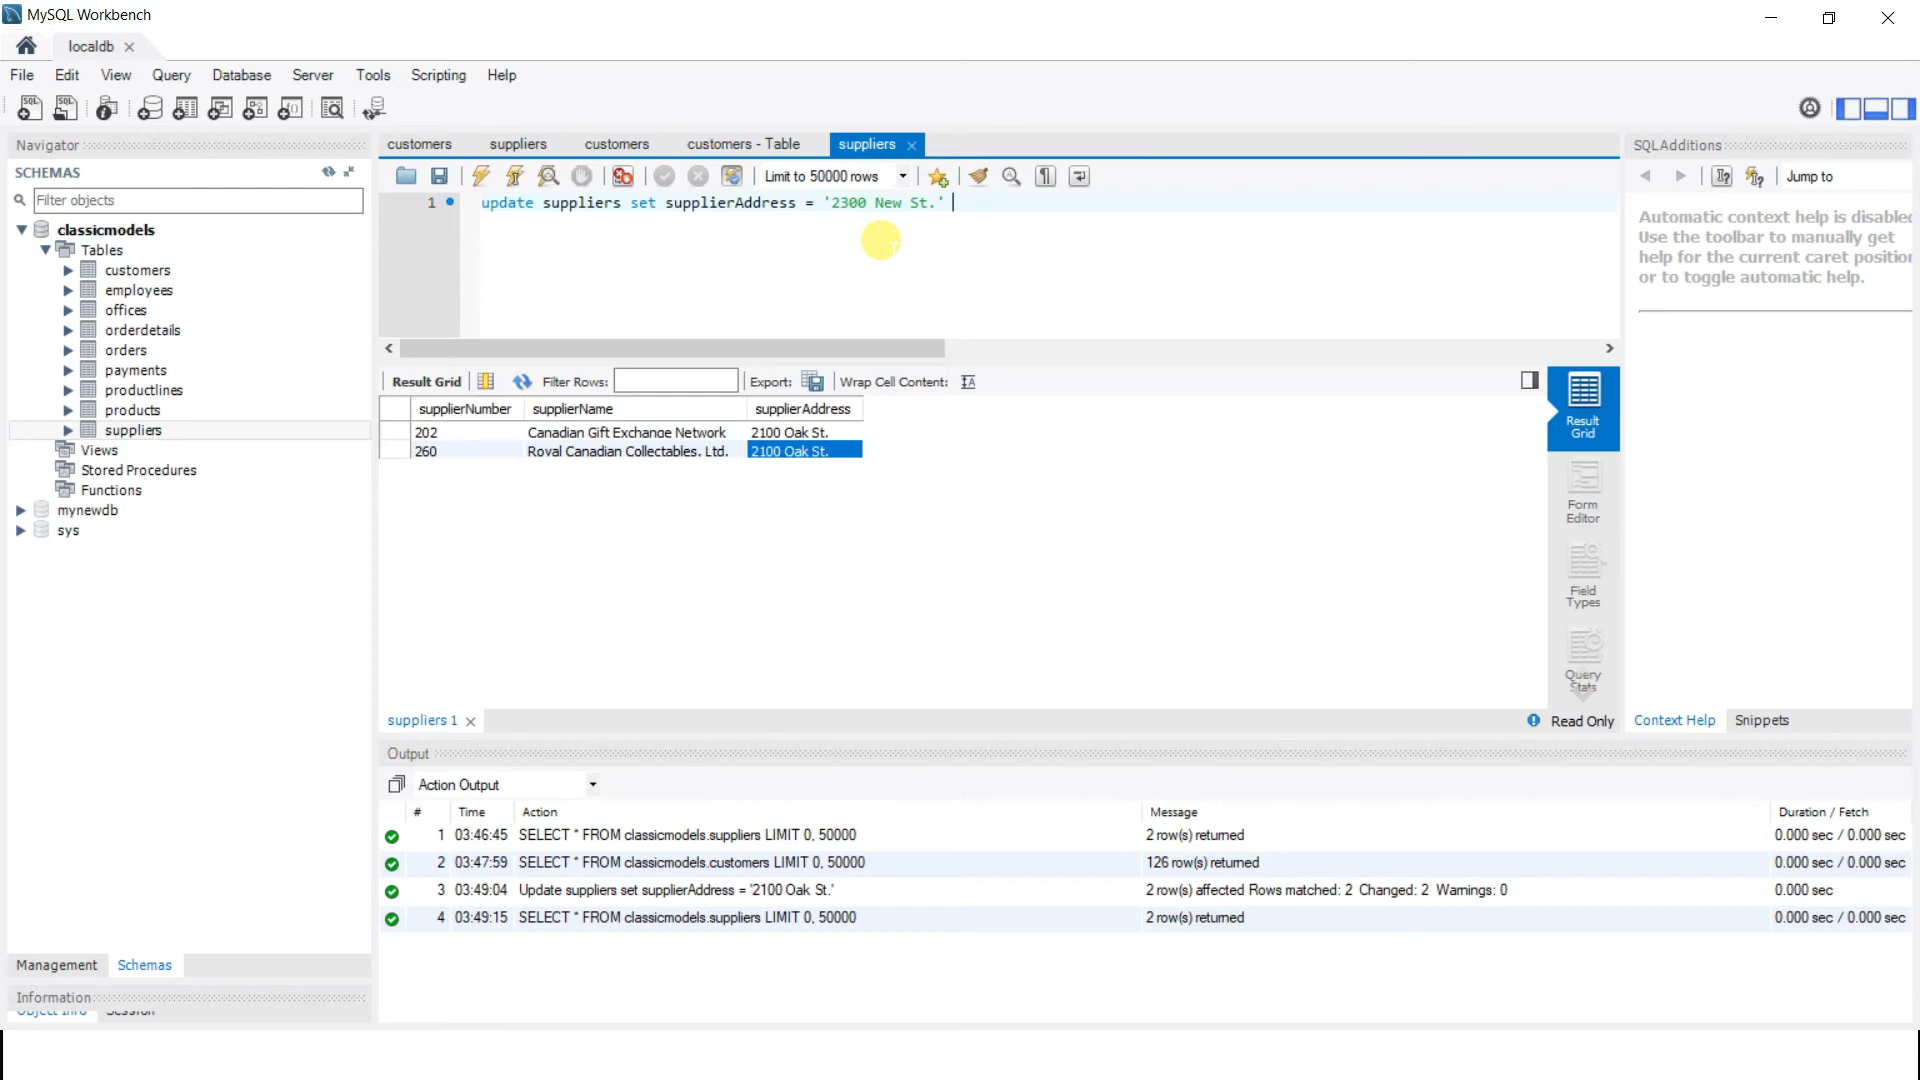 MySQL Workbench
localdb
File Edit View Query Database Server Tools Scripting Help
Navigator
SCHEMAS
Filter objects
classicmodels
Tables
customers
employees
offices
orderdetails
orders
payments
productlines
products
suppliers
Views
Stored Procedures
Functions
mynewdb
sys
Management Schemas
Information
Object Info Session
customers suppliers customers customers - Table suppliers
Limit to 50000 rows
1 update suppliers set supplierAddress = '2300 New St.'
Result Grid Filter Rows: Export: Wrap Cell Content:
supplierNumber supplierName supplierAddress
202 Canadian Gift Exchange Network 2100 Oak St.
260 Royal Canadian Collectables, Ltd. 2100 Oak St.
Result
Grid
Form
Editor
Field
Types
Query
Stats
suppliers 1 Read Only
SQLAdditions
Jump to
Automatic context help is disabled
Use the toolbar to manually get
help for the current caret position
or to toggle automatic help.
Context Help Snippets
Output
Action Output
# Time Action Message Duration / Fetch
1 03:46:45 SELECT * FROM classicmodels.suppliers LIMIT 0, 50000 2 row(s) returned 0.000 sec / 0.000 sec
2 03:47:59 SELECT * FROM classicmodels.customers LIMIT 0, 50000 126 row(s) returned 0.000 sec / 0.000 sec
3 03:49:04 Update suppliers set supplierAddress = '2100 Oak St.' 2 row(s) affected Rows matched: 2 Changed: 2 Warnings: 0 0.000 sec
4 03:49:15 SELECT * FROM classicmodels.suppliers LIMIT 0, 50000 2 row(s) returned 0.000 sec / 0.000 sec